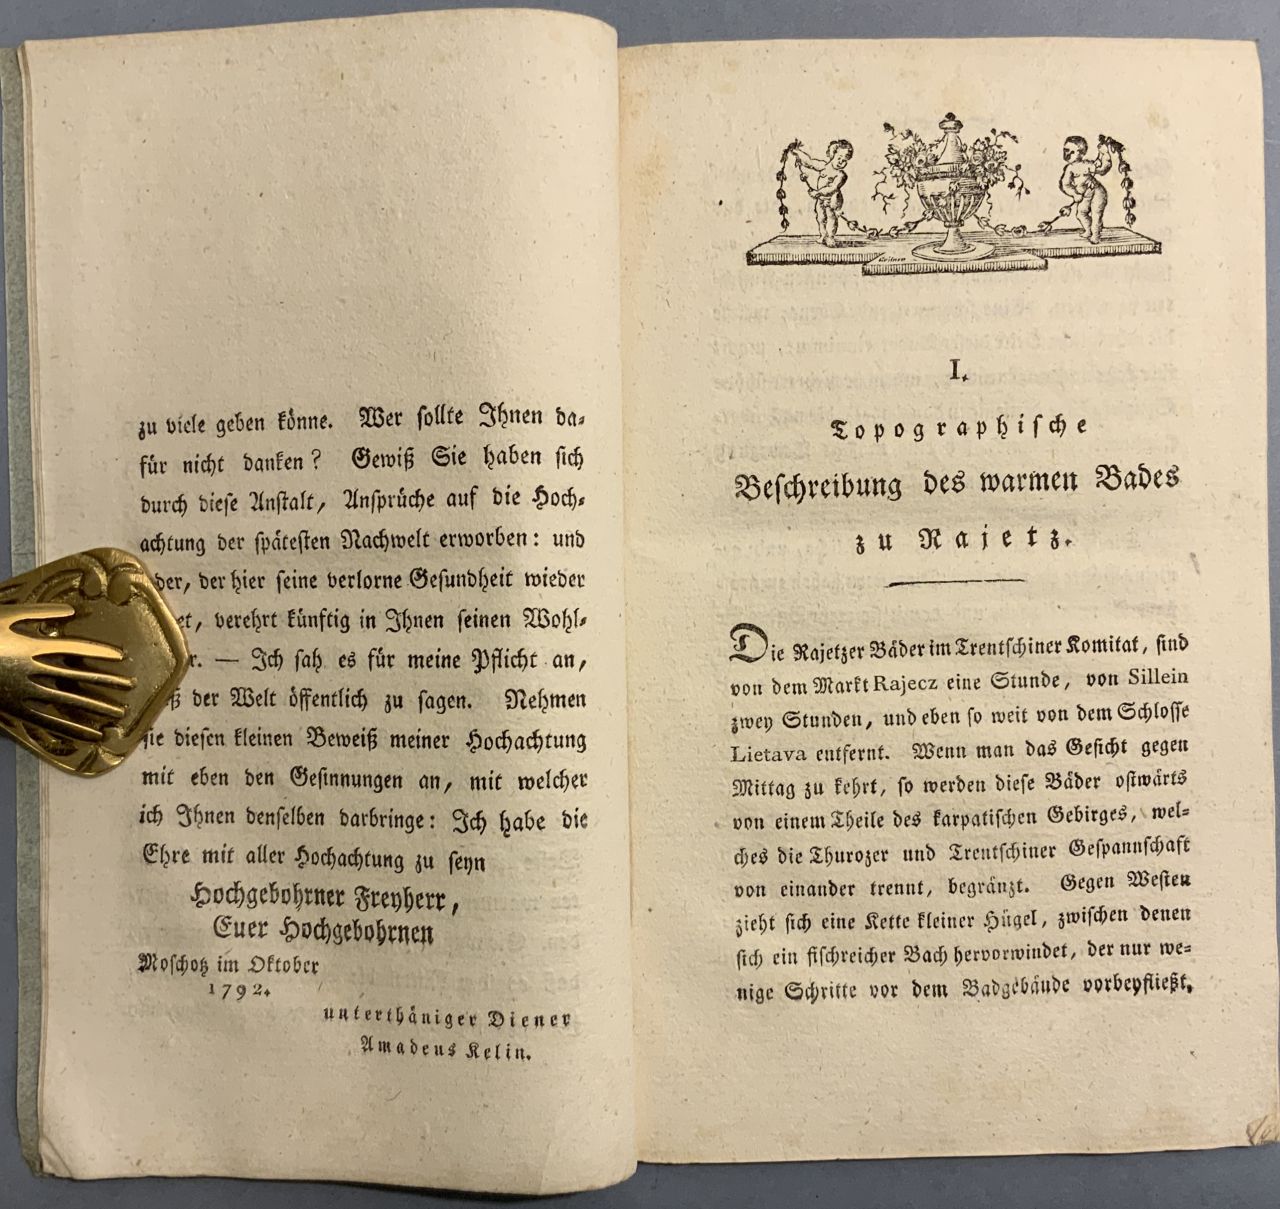 zu viele geben könne. Wer sollte Ihnen da-
für nicht danken? Gewiß Sie haben sich
durch diese Anstalt, Ansprüche auf die Hoch-
achtung der spätesten Nachwelt erworben: und
der, der hier seine verlorne Gesundheit wieder
et, verehrt künftig in Ihnen seinen Wohl-
r. — Ich sah es für meine Pflicht an,
ß der Welt öffentlich zu sagen. Nehmen
sie diesen kleinen Beweiß meiner Hochachtung
mit eben den Gesinnungen an, mit welcher
ich Ihnen denselben darbringe: Ich habe die
Ehre mit aller Hochachtung zu seyn
Hochgebohrner Freyherr,
Euer Hochgebohrnen
Moschotz im Oktober
1792.
unterthäniger Diener
Amadeus Kelin.
I.
Topographische
Beschreibung des warmen Bades
zu Rajetz.
Die Rajetzer Bäder im Trentschiner Komitat, sind
von dem Markt Rajecz eine Stunde, von Sillein
zwey Stunden, und eben so weit von dem Schlosse
Lietava entfernt. Wenn man das Gesicht gegen
Mittag zu kehrt, so werden diese Bäder ostwärts
von einem Theile des karpatischen Gebirges, wel-
ches die Thurozer und Trentschiner Gespannschaft
von einander trennt, begränzt. Gegen Westen
zieht sich eine Kette kleiner Hügel, zwischen denen
sich ein fischreicher Bach hervorwindet, der nur we-
nige Schritte vor dem Badgebäude vorbeyfließt.